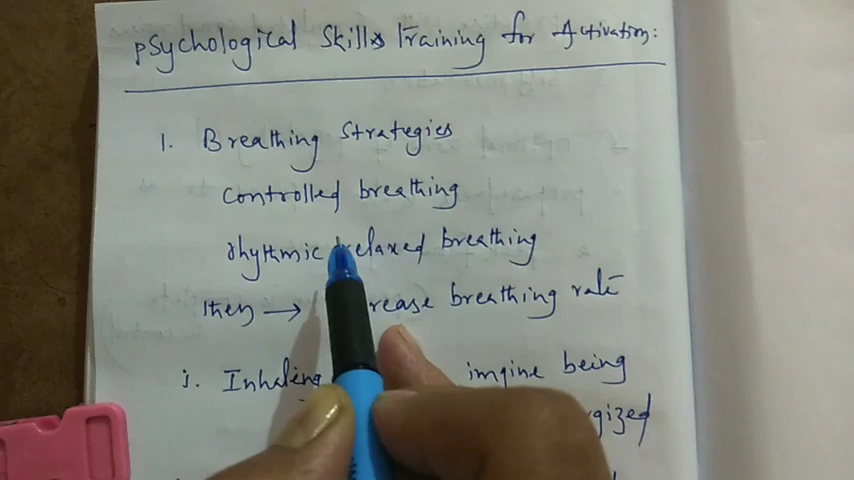 Psychological Skills Training for Activation:
1. Breathing Strategies
Controlled breathing
rhythmic relaxed breathing
then → rease breathing rate
i. Inhaling imgine being
gized